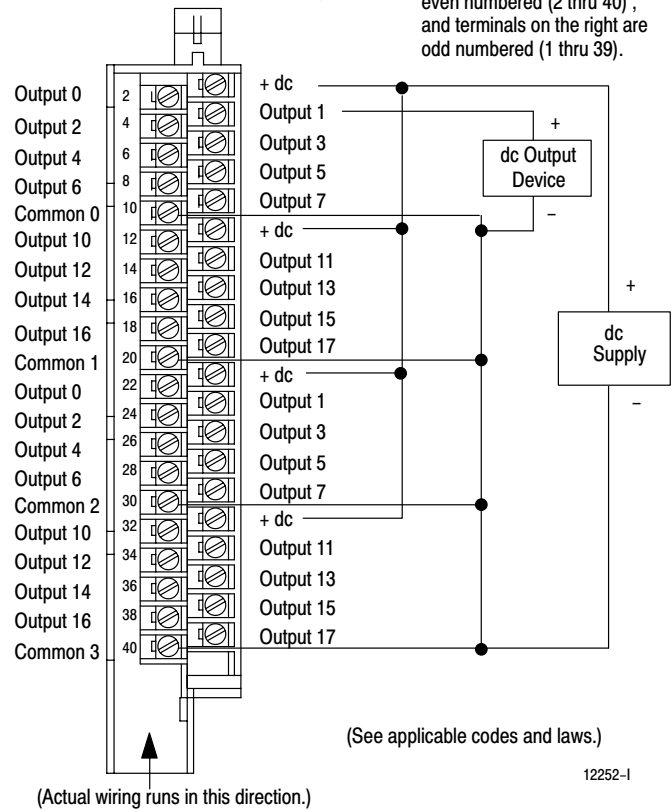 even numbered (2 thru 40) ,
and terminals on the right are
odd numbered (1 thru 39).
Output 0 2 + dc
Output 2 4 Output 1
Output 4 6 Output 3
Output 6 8 Output 5
Common 0 10 Output 7
Output 10 12 + dc
Output 12 14 Output 11
Output 14 16 Output 13
Output 16 18 Output 15
Common 1 20 Output 17
Output 0 22 + dc
Output 2 24 Output 1
Output 4 26 Output 3
Output 6 28 Output 5
Common 2 30 Output 7
Output 10 32 + dc
Output 12 34 Output 11
Output 14 36 Output 13
Output 16 38 Output 15
Common 3 40 Output 17
+
dc Output
Device
–
+
dc
Supply
–
(See applicable codes and laws.)
12252–I
(Actual wiring runs in this direction.)